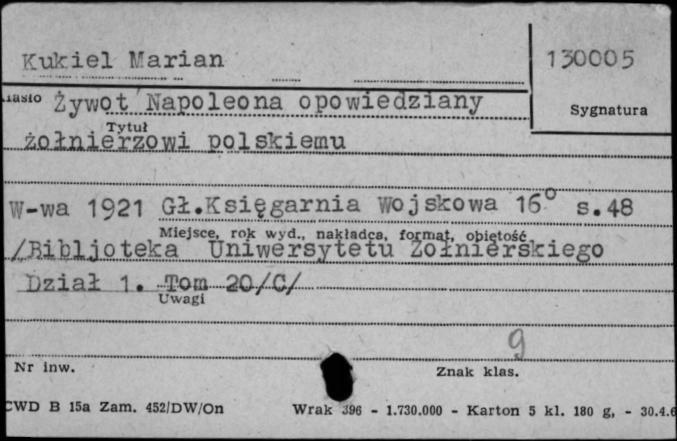 Kukiel Marian
130005
Hasło Żywot Napoleona opowiedziany
Sygnatura
Tytuł
żołnierzowi polskiemu
W-wa 1921 Gł.Księgarnia Wojskowa 16° s.48
Miejsce, rok wyd., nakładca, format, objętość
/Bibljoteka Uniwersytetu Żołnierskiego
Dział 1. Tom 20/C/
Uwagi
9
Nr inw.
Znak klas.
CWD B 15a Zam. 452/DW/On Wrak 396 - 1.730.000 - Karton 5 kl. 180 g, - 30.4.6